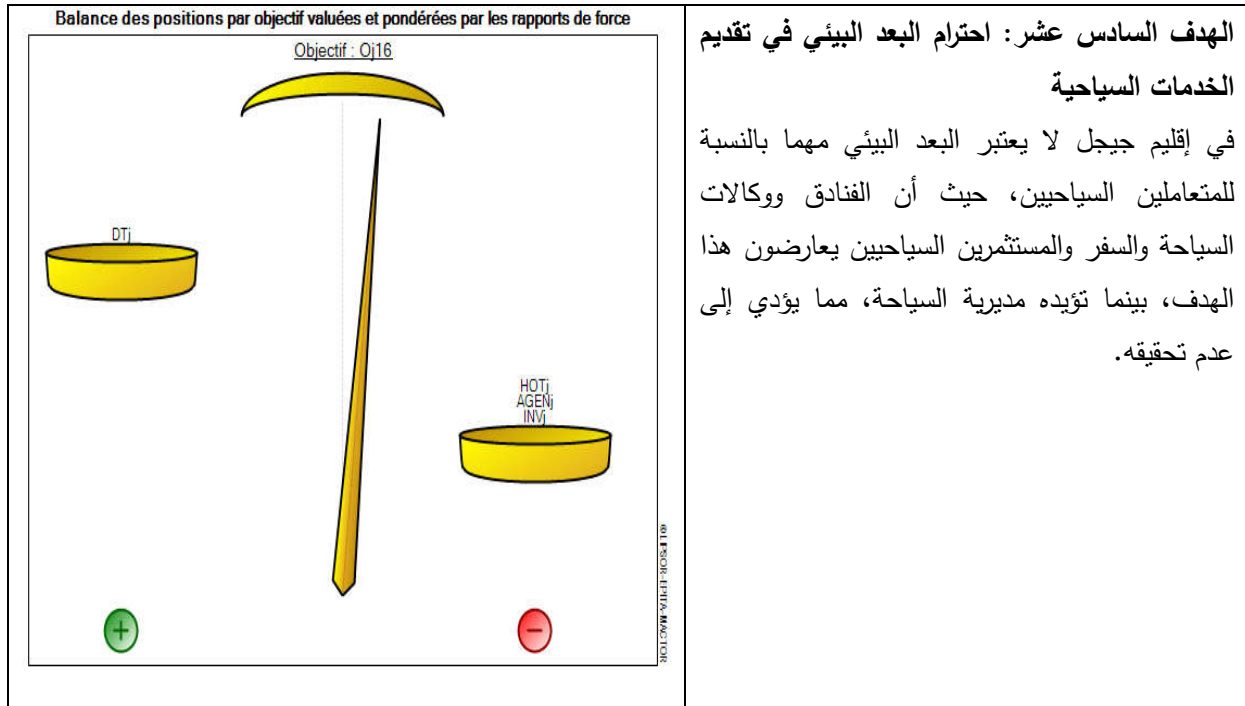 Balance des positions par objectif valuées et pondérées par les rapports de force
Objectif : Oj16
DTj
HOTj
AGENj
INVj
+
−
© LIPSOR-EPITA-MACTOR
الهدف السادس عشر: احترام البعد البيئي في تقديم
الخدمات السياحية
في إقليم جيجل لا يعتبر البعد البيئي مهما بالنسبة
للمتعاملين السياحيين، حيث أن الفنادق ووكالات
السياحة والسفر والمستثمرين السياحيين يعارضون هذا
الهدف، بينما تؤيده مديرية السياحة، مما يؤدي إلى
عدم تحقيقه.